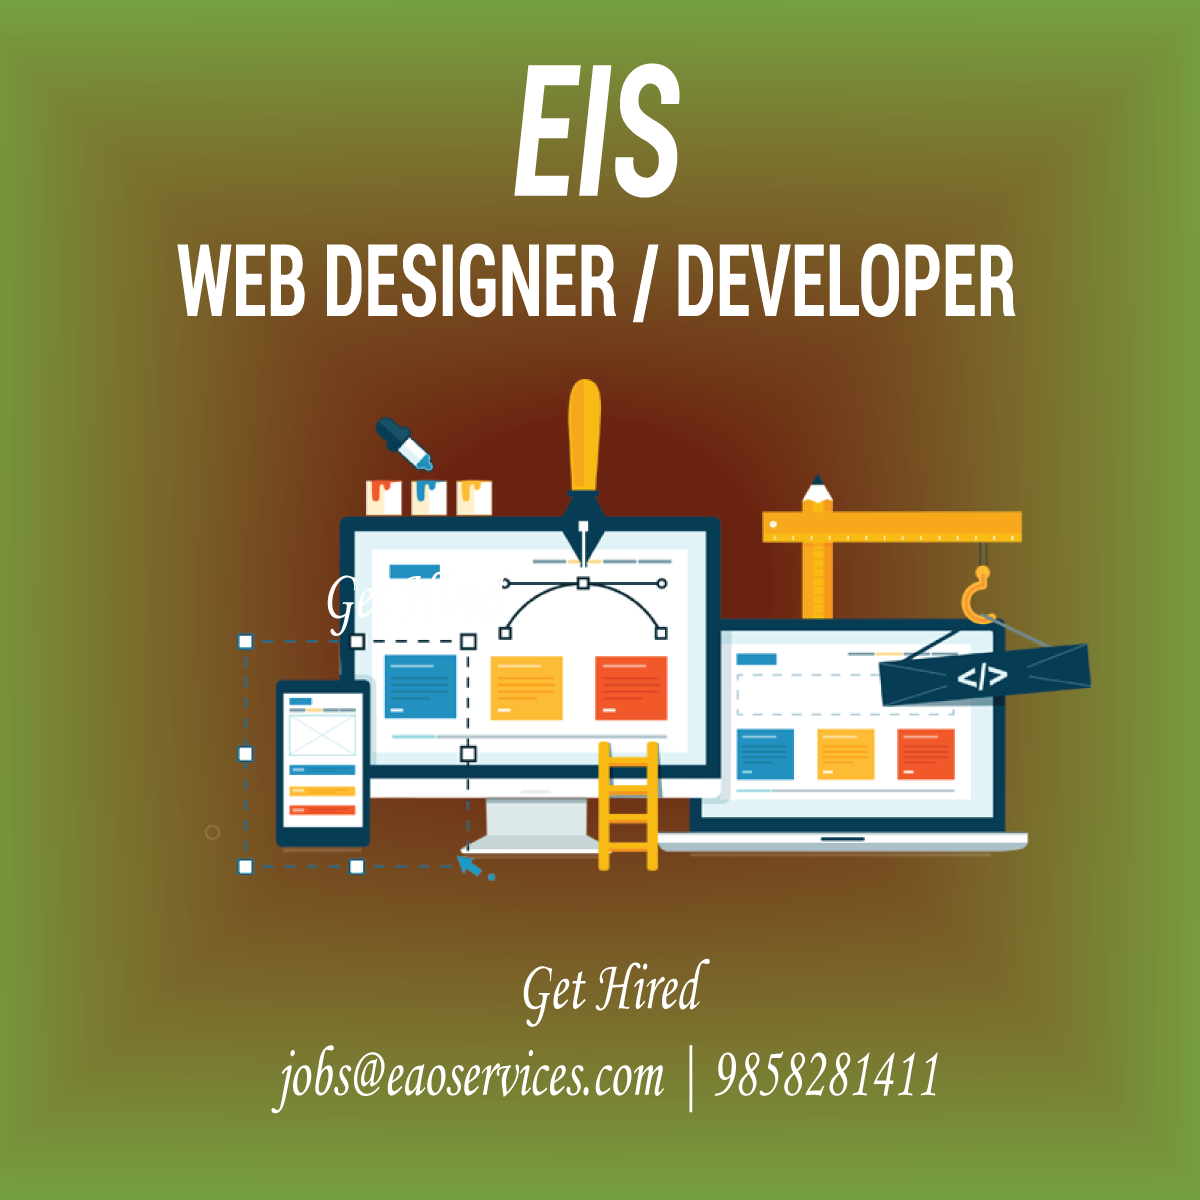 EIS
WEB DESIGNER / DEVELOPER
</>
Get Hired
jobs@eaoservices.com | 9858281411